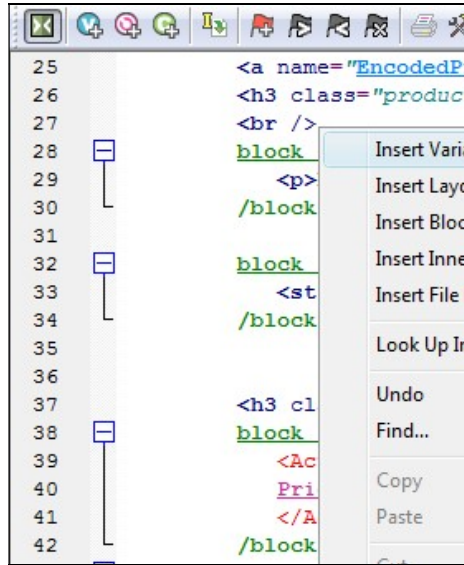 25 <a name="EncodedP
26 <h3 class="produc
27 <br />
28 block
29 <p>
30 /block
31
32 block
33 <st
34 /block
35
36
37 <h3 cl
38 block
39 <Ac
40 Pri
41 </A
42 /block
Insert Varia
Insert Layo
Insert Bloc
Insert Inne
Insert File
Look Up In
Undo
Find...
Copy
Paste